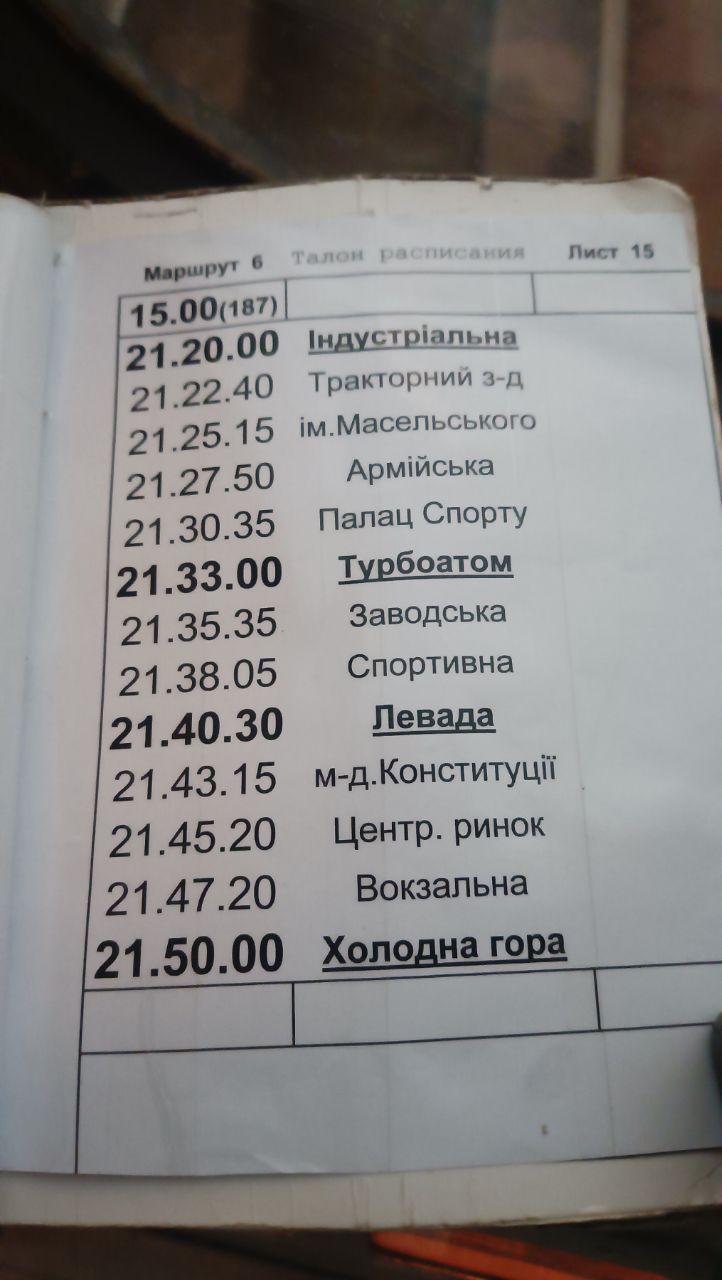 Маршрут 6 Талон расписания Лист 15
15.00(187)
21.20.00 Індустріальна
21.22.40 Тракторний з-д
21.25.15 ім.Масельського
21.27.50 Армійська
21.30.35 Палац Спорту
21.33.00 Турбоатом
21.35.35 Заводська
21.38.05 Спортивна
21.40.30 Левада
21.43.15 м-д.Конституції
21.45.20 Центр. ринок
21.47.20 Вокзальна
21.50.00 Холодна гора